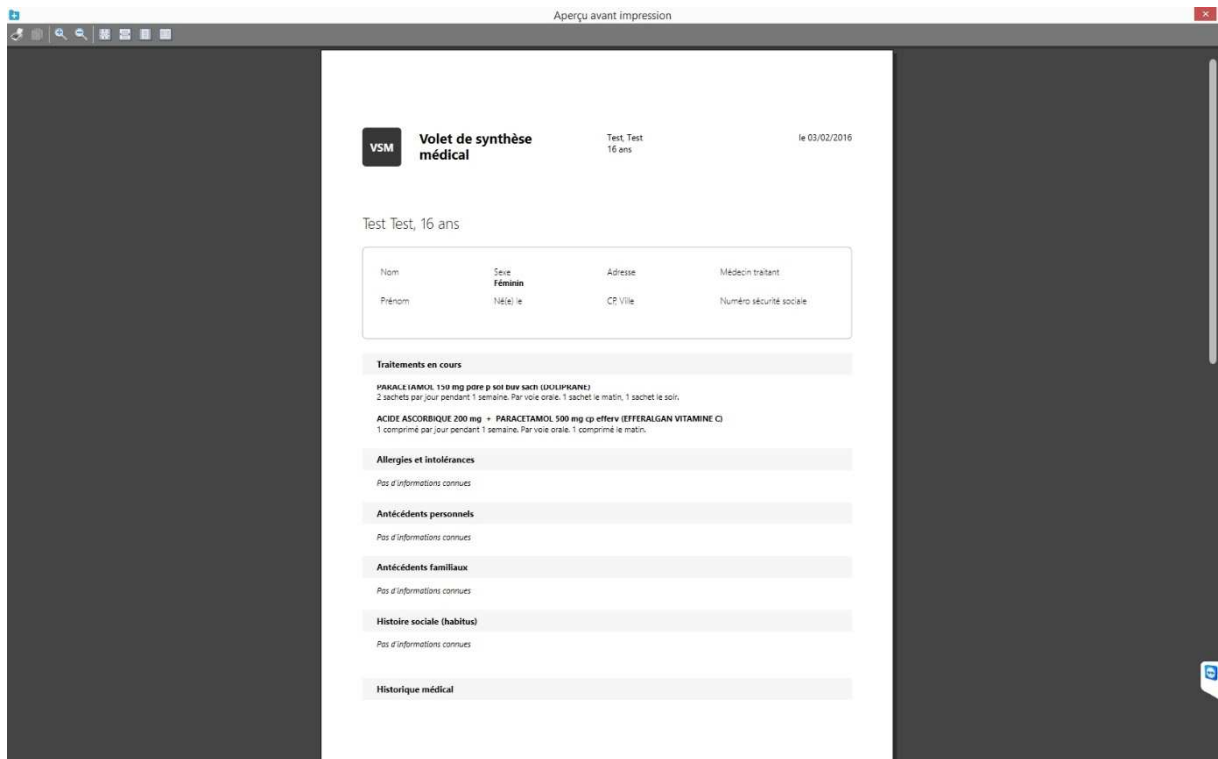 Aperçu avant impression
VSM
Volet de synthèse
médical
Test, Test
16 ans
le 03/02/2016
Test Test, 16 ans
Nom Sexe Adresse Médecin traitant
Féminin
Prénom Né(e) le CP, Ville Numéro sécurité sociale
Traitements en cours
PARACETAMOL 150 mg pdre p sol buv sach (DOLIPRANE)
2 sachets par jour pendant 1 semaine. Par voie orale. 1 sachet le matin, 1 sachet le soir.
ACIDE ASCORBIQUE 200 mg + PARACETAMOL 500 mg cp efferv (EFFERALGAN VITAMINE C)
1 comprimé par jour pendant 1 semaine. Par voie orale. 1 comprimé le matin.
Allergies et intolérances
Pas d'informations connues
Antécédents personnels
Pas d'informations connues
Antécédents familiaux
Pas d'informations connues
Histoire sociale (habitus)
Pas d'informations connues
Historique médical